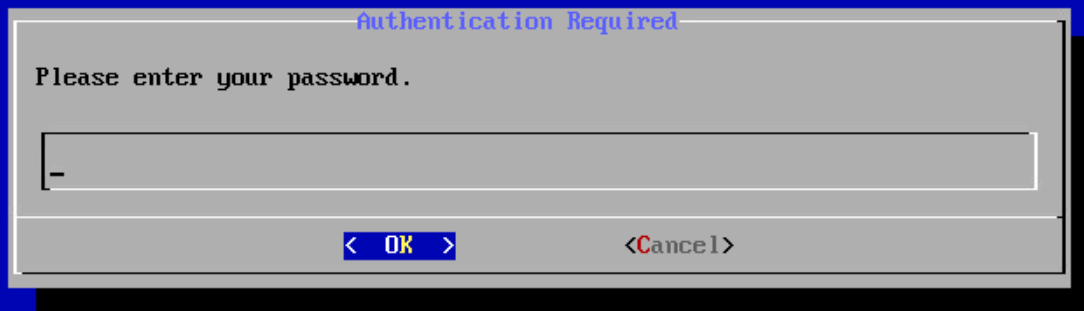 Authentication Required
Please enter your password.
_
< OK > <Cancel>